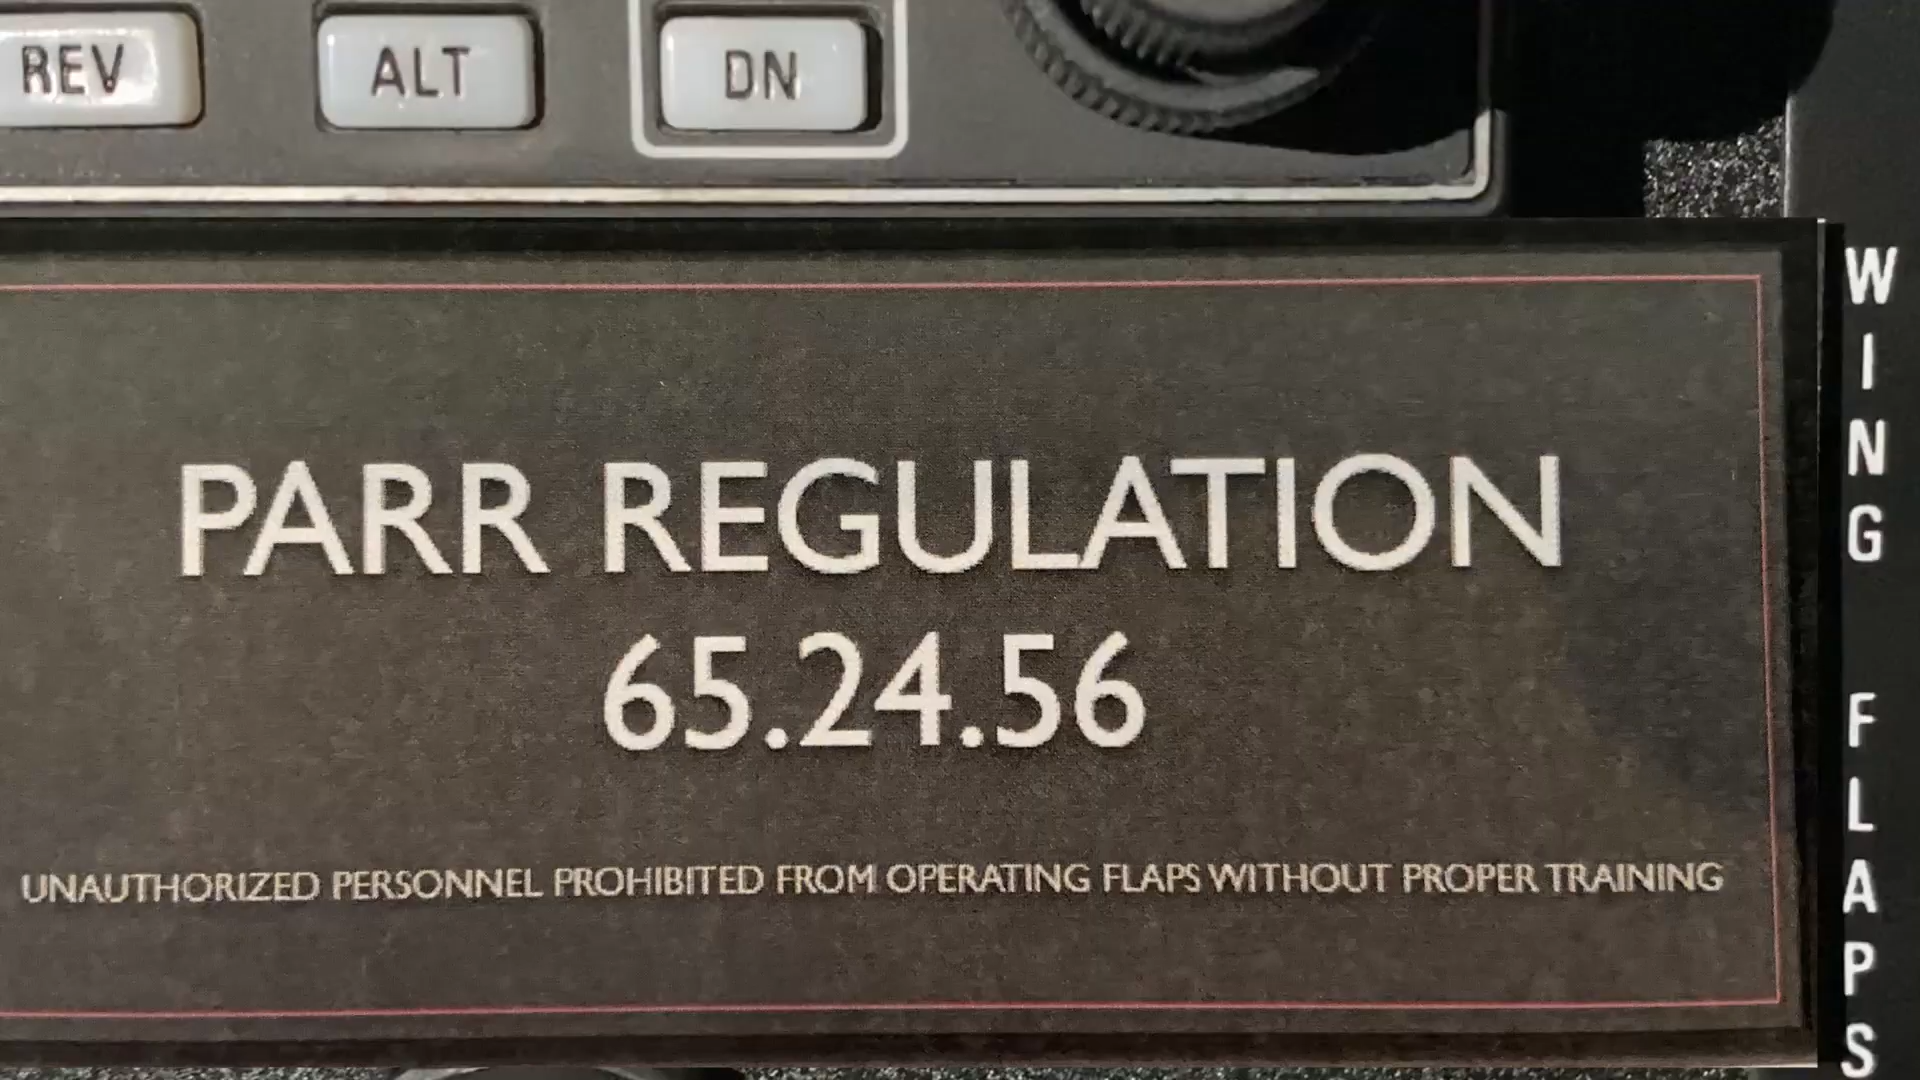 REV ALT DN
PARR REGULATION
65.24.56
UNAUTHORIZED PERSONNEL PROHIBITED FROM OPERATING FLAPS WITHOUT PROPER TRAINING
WING FLAPS